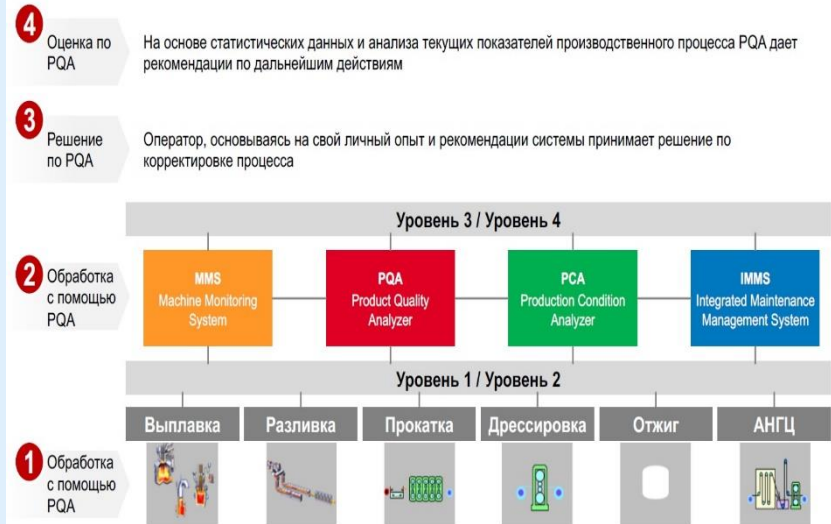 4
Оценка по
PQA
На основе статистических данных и анализа текущих показателей производственного процесса PQA дает
рекомендации по дальнейшим действиям
3
Решение
по PQA
Оператор, основываясь на свой личный опыт и рекомендации системы принимает решение по
корректировке процесса
Уровень 3 / Уровень 4
2
Обработка
с помощью
PQA
MMS
Machine Monitoring
System
PQA
Product Quality
Analyzer
PCA
Production Condition
Analyzer
IMMS
Integrated Maintenance
Management System
Уровень 1 / Уровень 2
Выплавка
Разливка
Прокатка
Дрессировка
Отжиг
АНГЦ
1
Обработка
с помощью
PQA